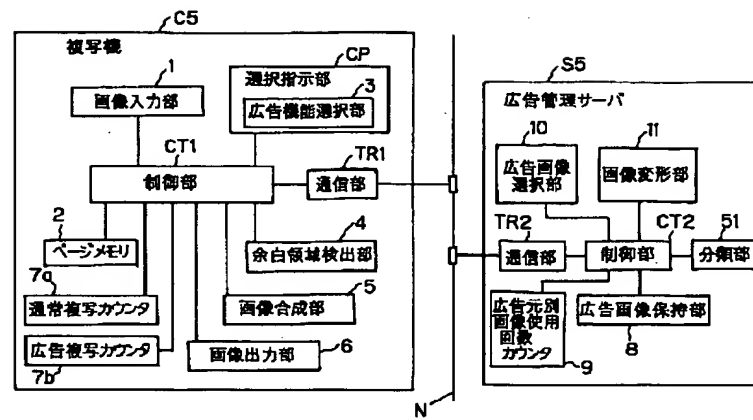 C5
複写機
1
画像入力部
CP
選択指示部
3
広告機能選択部
CT1
制御部
TR1
通信部
2
ページメモリ
4
余白領域検出部
7a
通常複写カウンタ
5
画像合成部
広告複写カウンタ
7b
画像出力部
6
N
S5
広告管理サーバ
10
広告画像
選択部
11
画像変形部
TR2
通信部
CT2
制御部
51
分類部
広告元別
画像使用
回数
カウンタ
9
広告画像保持部
8